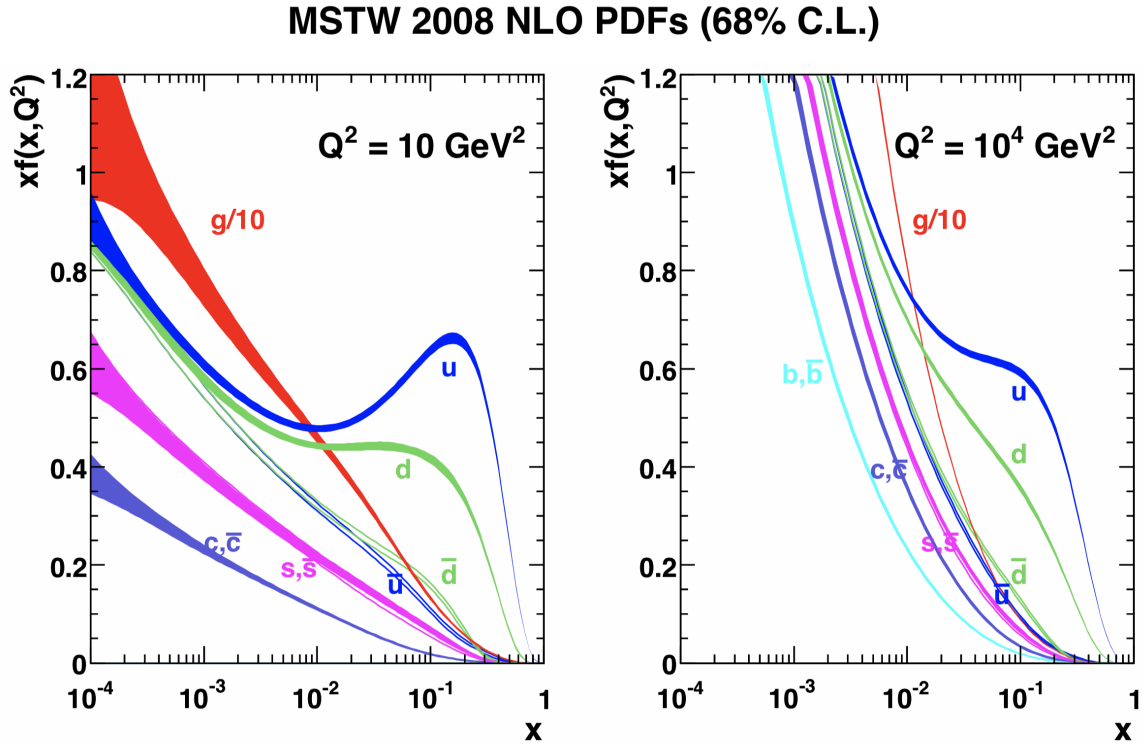 MSTW 2008 NLO PDFs (68% C.L.)
xf(x,Q²)
Q² = 10 GeV²
1.2
1
0.8
0.6
0.4
0.2
0
g/10
u
d
c,c̅
s,s̅
u̅
d̅
10⁻⁴
10⁻³
10⁻²
10⁻¹
1
x
xf(x,Q²)
Q² = 10⁴ GeV²
1.2
1
0.8
0.6
0.4
0.2
0
g/10
b,b̅
u
d
c,c̅
s,s̅
d̅
u̅
10⁻⁴
10⁻³
10⁻²
10⁻¹
1
x